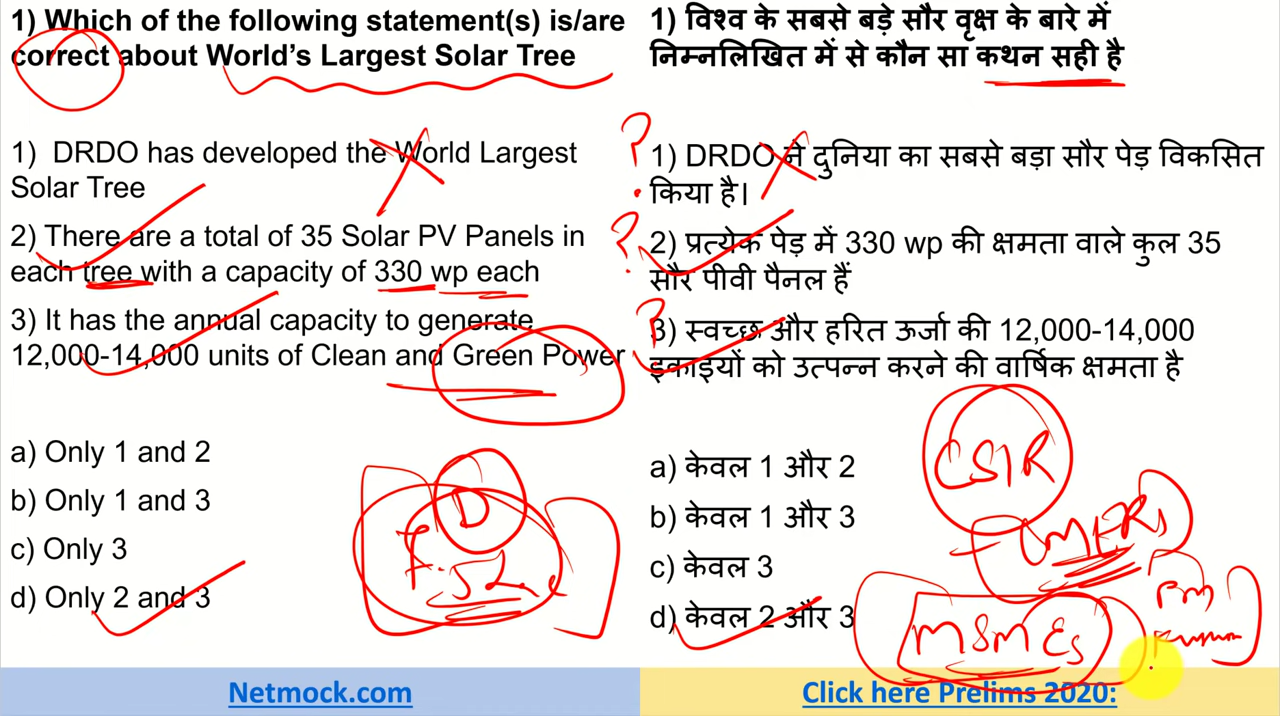 1) Which of the following statement(s) is/are
correct about World's Largest Solar Tree
1) DRDO has developed the World Largest
Solar Tree
2) There are a total of 35 Solar PV Panels in
each tree with a capacity of 330 wp each
3) It has the annual capacity to generate
12,000-14,000 units of Clean and Green Power
a) Only 1 and 2
b) Only 1 and 3
c) Only 3
d) Only 2 and 3
D
1) विश्व के सबसे बड़े सौर वृक्ष के बारे में
निम्नलिखित में से कौन सा कथन सही है
? 1) DRDO ने दुनिया का सबसे बड़ा सौर पेड़ विकसित
किया है।
? 2) प्रत्येक पेड़ में 330 wp की क्षमता वाले कुल 35
सौर पीवी पैनल हैं
? 3) स्वच्छ और हरित ऊर्जा की 12,000-14,000
इकाइयों को उत्पन्न करने की वार्षिक क्षमता है
a) केवल 1 और 2
b) केवल 1 और 3
c) केवल 3
d) केवल 2 और 3
CSIR
MSMEs
Netmock.com
Click here Prelims 2020: